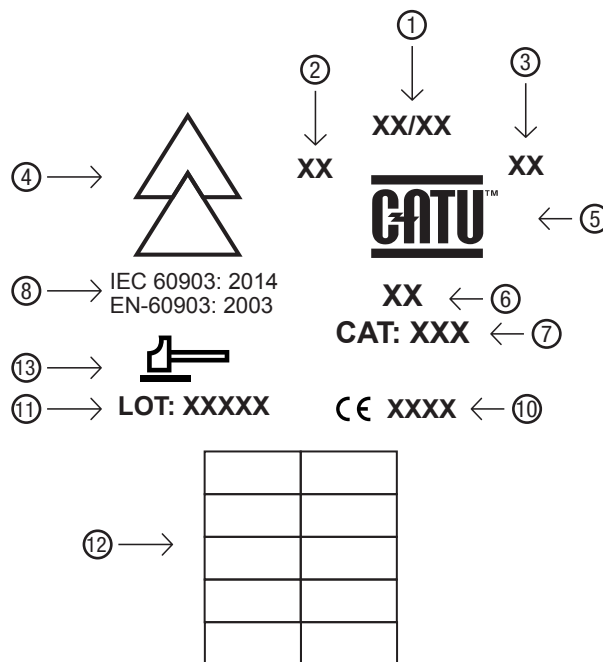 ①
② ③
XX/XX
XX XX
④
CATU™
⑤
⑧
IEC 60903: 2014
EN-60903: 2003
XX
⑥
CAT: XXX
⑦
⑬
⑪
LOT: XXXXX
CE XXXX
⑩
⑫